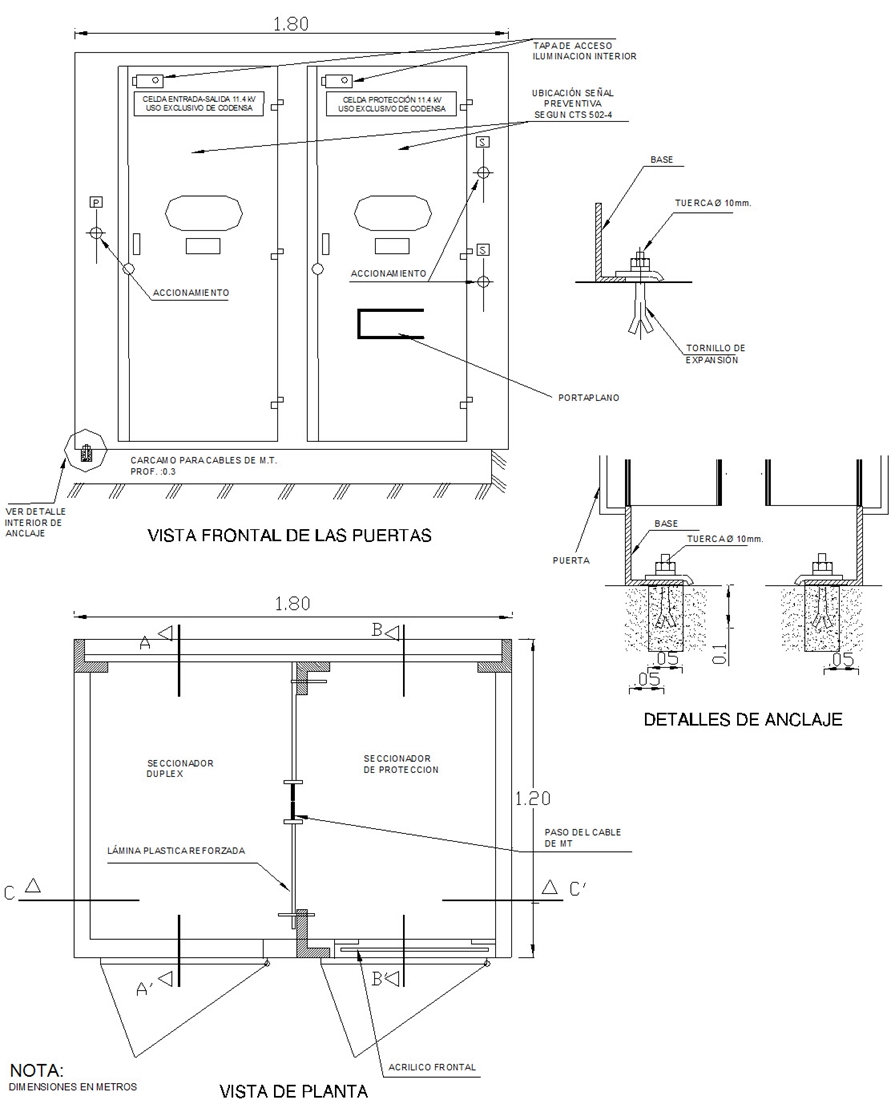 1.80
TAPA DE ACCESO
ILUMINACION INTERIOR
CELDA ENTRADA-SALIDA 11.4 kV
USO EXCLUSIVO DE CODENSA
CELDA PROTECCIÓN 11.4 kV
USO EXCLUSIVO DE CODENSA
UBICACIÓN SEÑAL
PREVENTIVA
SEGUN CTS 502-4
S
P
S
ACCIONAMIENTO
ACCIONAMIENTO
BASE
TUERCA Ø 10mm.
TORNILLO DE
EXPANSIÓN
PORTAPLANO
CARCAMO PARA CABLES DE M.T.
PROF. :0.3
VER DETALLE
INTERIOR DE
ANCLAJE
VISTA FRONTAL DE LAS PUERTAS
PUERTA
BASE
TUERCA Ø 10mm.
0.1
.05
.05
.05
DETALLES DE ANCLAJE
1.80
A
B
SECCIONADOR
DUPLEX
SECCIONADOR
DE PROTECCION
1.20
PASO DEL CABLE
DE MT
LÁMINA PLASTICA REFORZADA
C
C'
A'
B'
ACRILICO FRONTAL
NOTA:
DIMENSIONES EN METROS
VISTA DE PLANTA